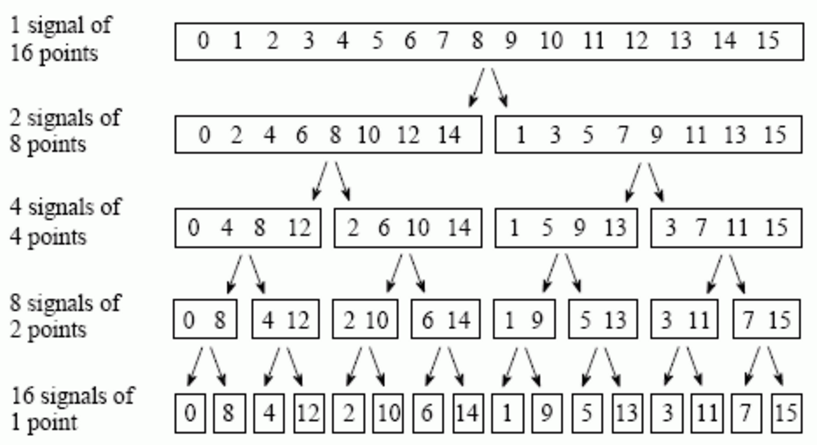 1 signal of
16 points
0 1 2 3 4 5 6 7 8 9 10 11 12 13 14 15
2 signals of
8 points
0 2 4 6 8 10 12 14
1 3 5 7 9 11 13 15
4 signals of
4 points
0 4 8 12
2 6 10 14
1 5 9 13
3 7 11 15
8 signals of
2 points
0 8
4 12
2 10
6 14
1 9
5 13
3 11
7 15
16 signals of
1 point
0 8 4 12 2 10 6 14 1 9 5 13 3 11 7 15